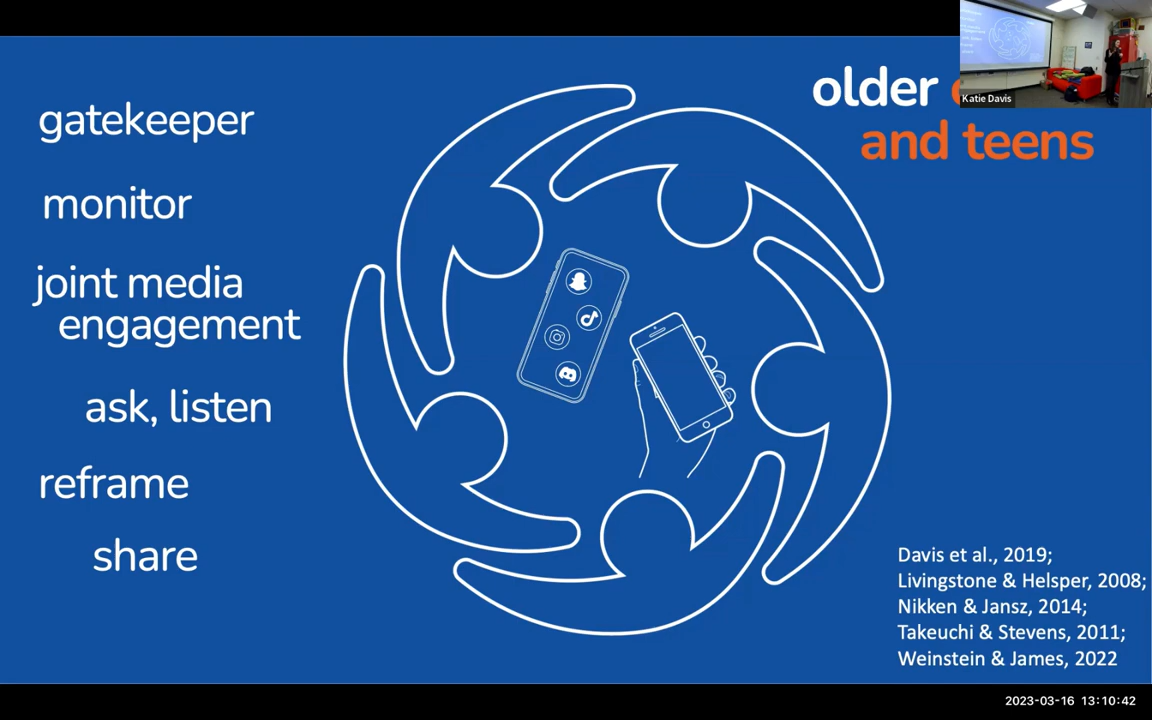 older
and teens
Katie Davis
gatekeeper
monitor
joint media
engagement
ask, listen
reframe
share
Davis et al., 2019;
Livingstone & Helsper, 2008;
Nikken & Jansz, 2014;
Takeuchi & Stevens, 2011;
Weinstein & James, 2022
2023-03-16 13:10:42